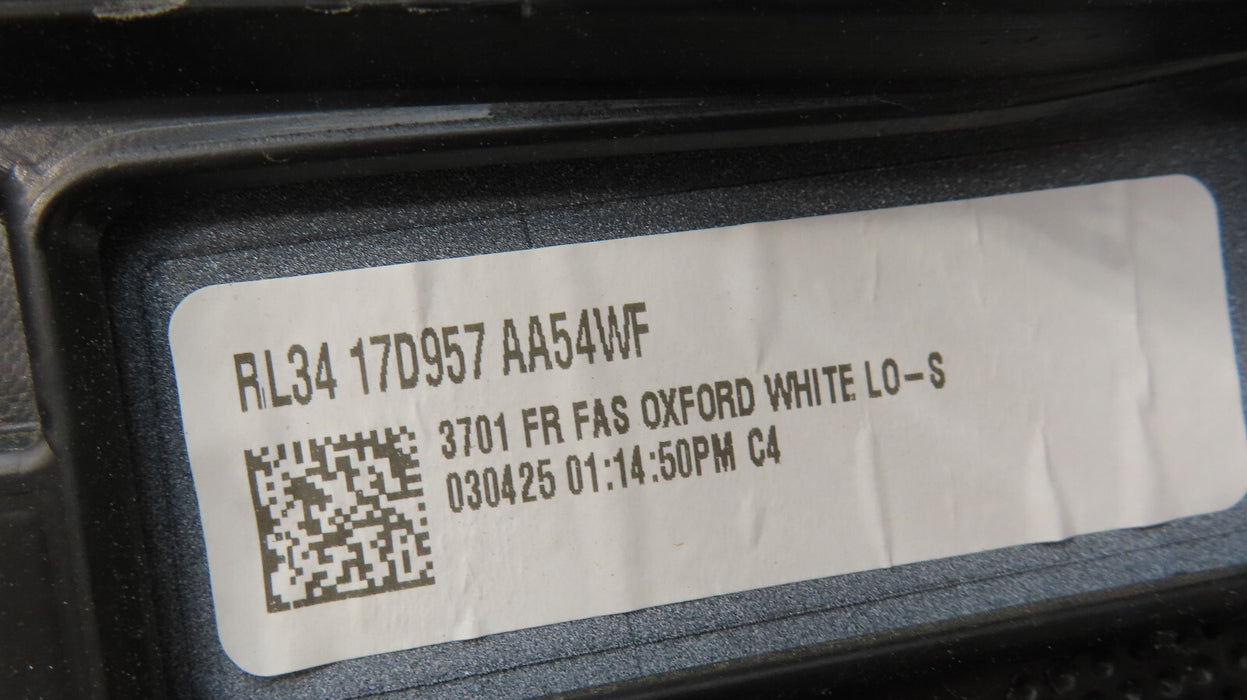 RL34 17D957 AA54WF
3701 FR FAS OXFORD WHITE LO-S
030425 01:14:50PM C4